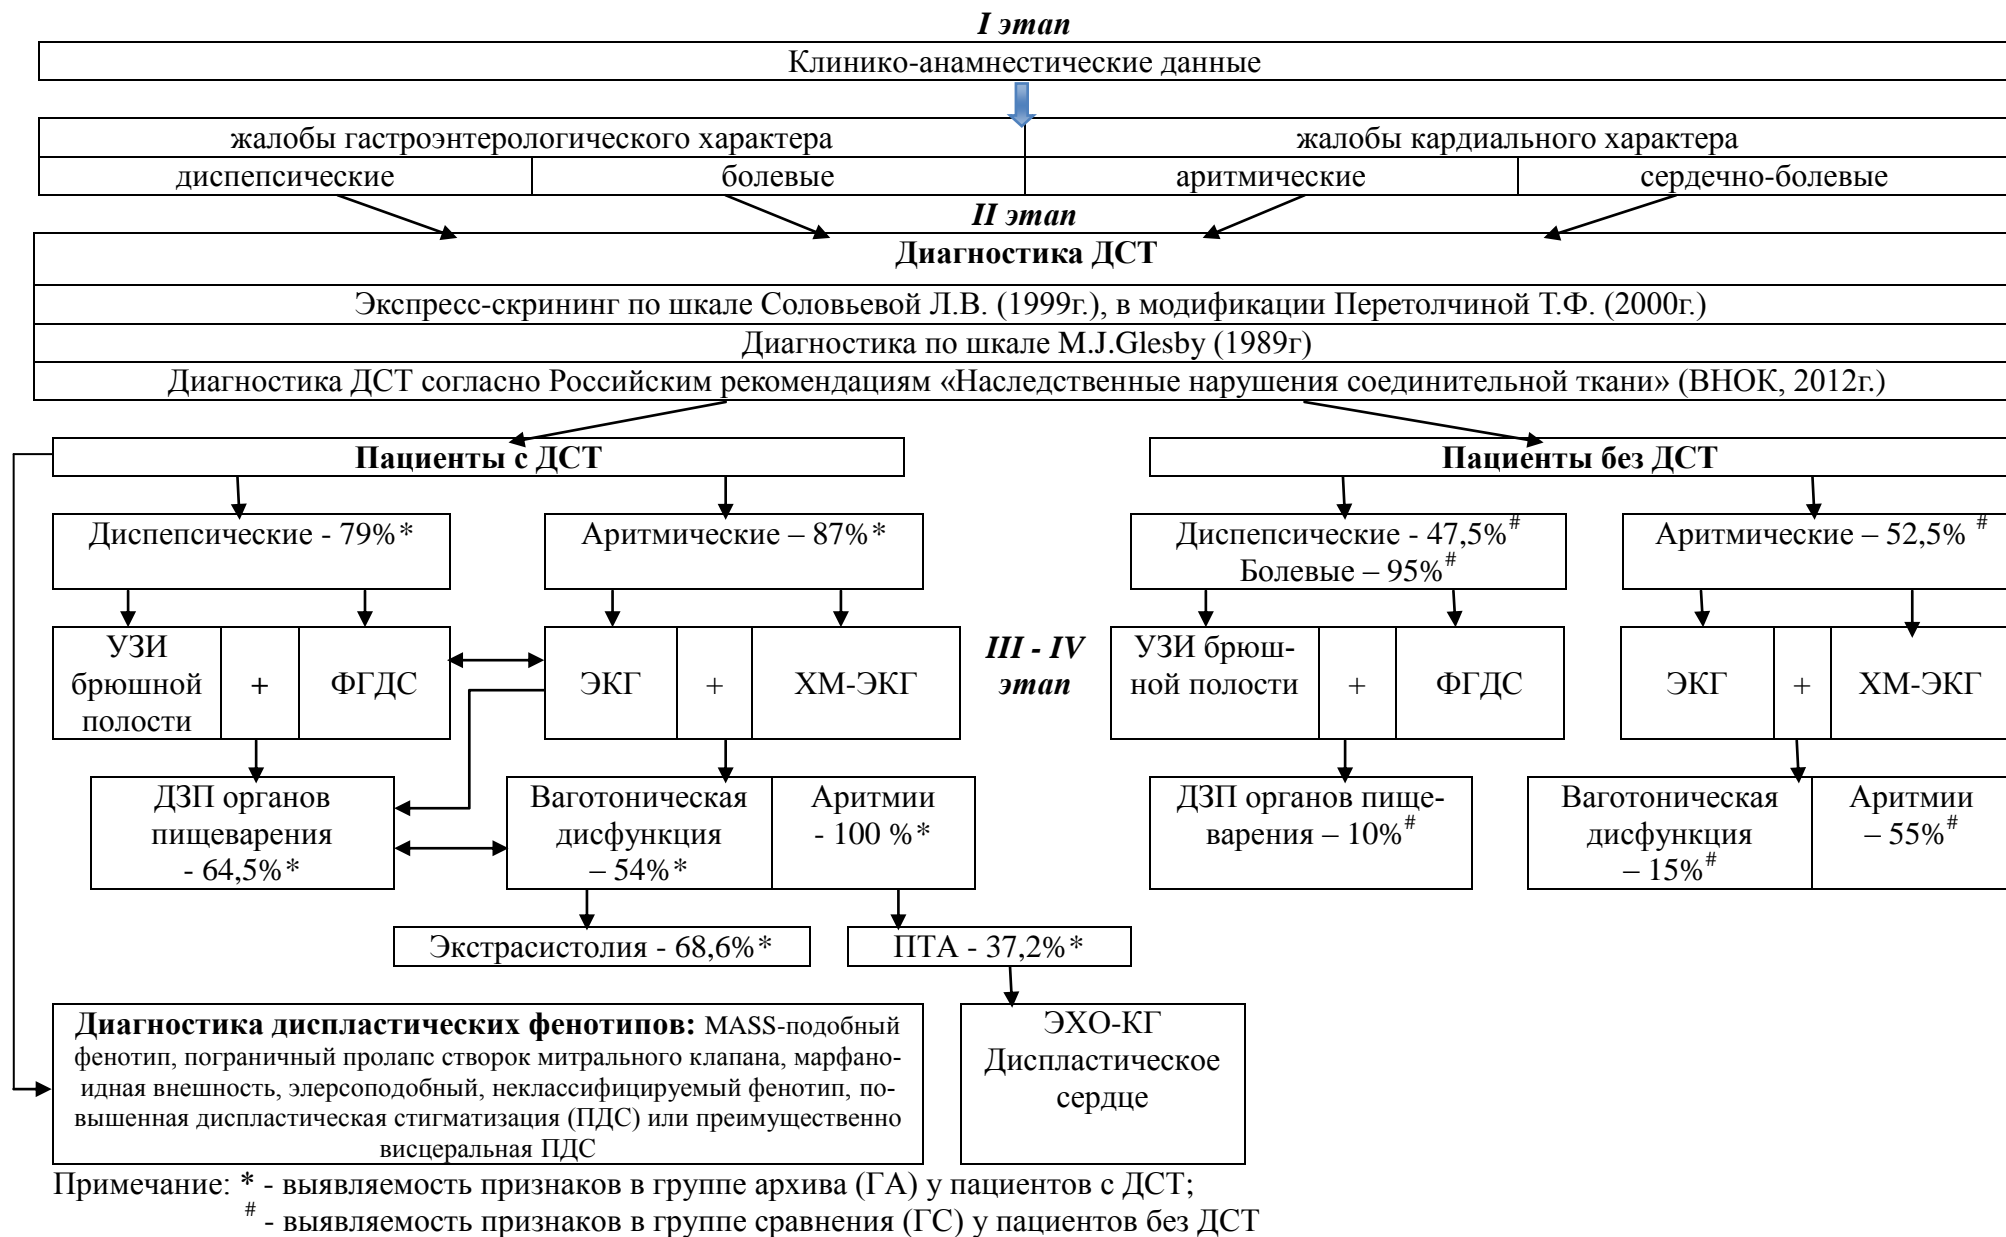 I этап
Клинико-анамнестические данные
жалобы гастроэнтерологического характера
жалобы кардиального характера
диспепсические
болевые
аритмические
сердечно-болевые
II этап
Диагностика ДСТ
Экспресс-скрининг по шкале Соловьевой Л.В. (1999г.), в модификации Перетолчиной Т.Ф. (2000г.)
Диагностика по шкале M.J.Glesby (1989г)
Диагностика ДСТ согласно Российским рекомендациям «Наследственные нарушения соединительной ткани» (ВНОК, 2012г.)
Пациенты с ДСТ
Пациенты без ДСТ
Диспепсические - 79%*
Аритмические – 87%*
Диспепсические - 47,5%#
Болевые – 95%#
Аритмические – 52,5% #
УЗИ
брюшной
полости
+
ФГДС
ЭКГ
+
ХМ-ЭКГ
III - IV
этап
УЗИ брюш-
ной полости
+
ФГДС
ЭКГ
+
ХМ-ЭКГ
ДЗП органов
пищеварения
- 64,5%*
Ваготоническая
дисфункция
– 54%*
Аритмии
- 100 %*
ДЗП органов пище-
варения – 10%#
Ваготоническая
дисфункция
– 15%#
Аритмии
– 55%#
Экстрасистолия - 68,6%*
ПТА - 37,2%*
Диагностика диспластических фенотипов: MASS-подобный
фенотип, пограничный пролапс створок митрального клапана, марфано-
идная внешность, элерсоподобный, неклассифицируемый фенотип, по-
вышенная диспластическая стигматизация (ПДС) или преимущественно
висцеральная ПДС
ЭХО-КГ
Диспластическое
сердце
Примечание: * - выявляемость признаков в группе архива (ГА) у пациентов с ДСТ;
# - выявляемость признаков в группе сравнения (ГС) у пациентов без ДСТ